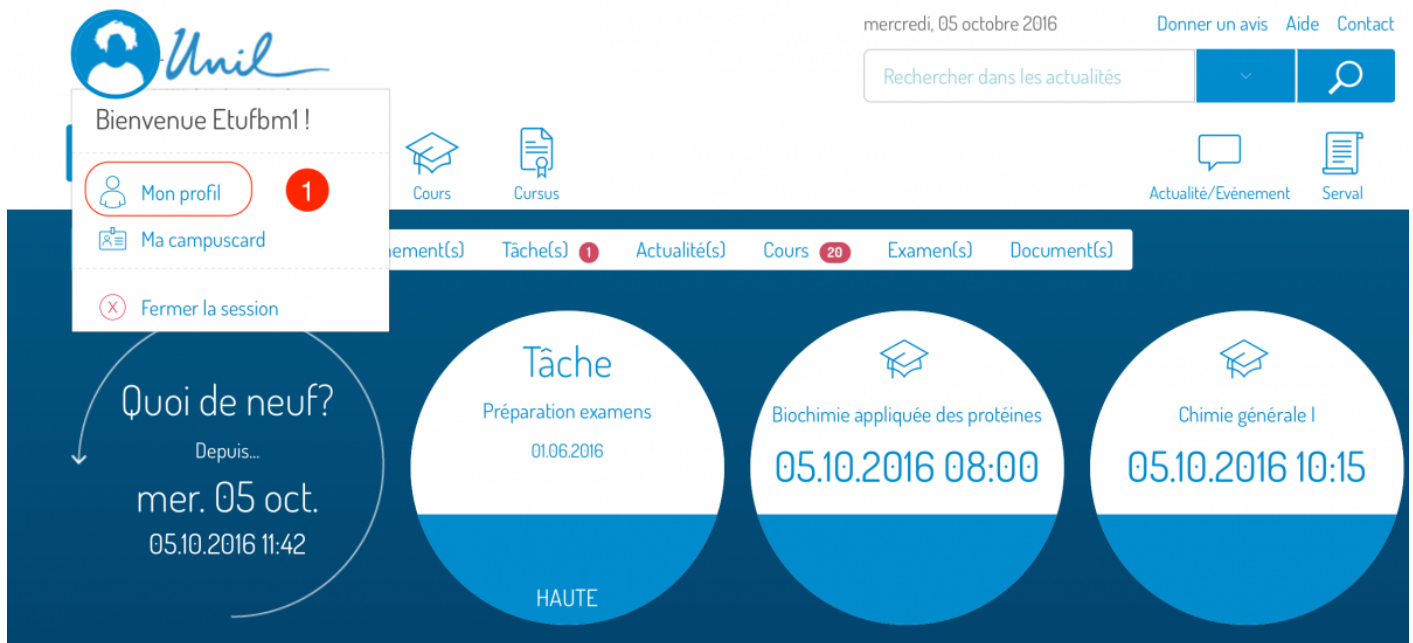 mercredi, 05 octobre 2016 Donner un avis Aide Contact
Unil
Rechercher dans les actualités
Bienvenue Etufbm1 !
Mon profil 1
Ma campuscard
Fermer la session
Cours Cursus Actualité/Evénement Serval
ement(s) Tâche(s) 1 Actualité(s) Cours 20 Examen(s) Document(s)
Quoi de neuf?
Depuis...
mer. 05 oct.
05.10.2016 11:42
Tâche
Préparation examens
01.06.2016
HAUTE
Biochimie appliquée des protéines
05.10.2016 08:00
Chimie générale I
05.10.2016 10:15